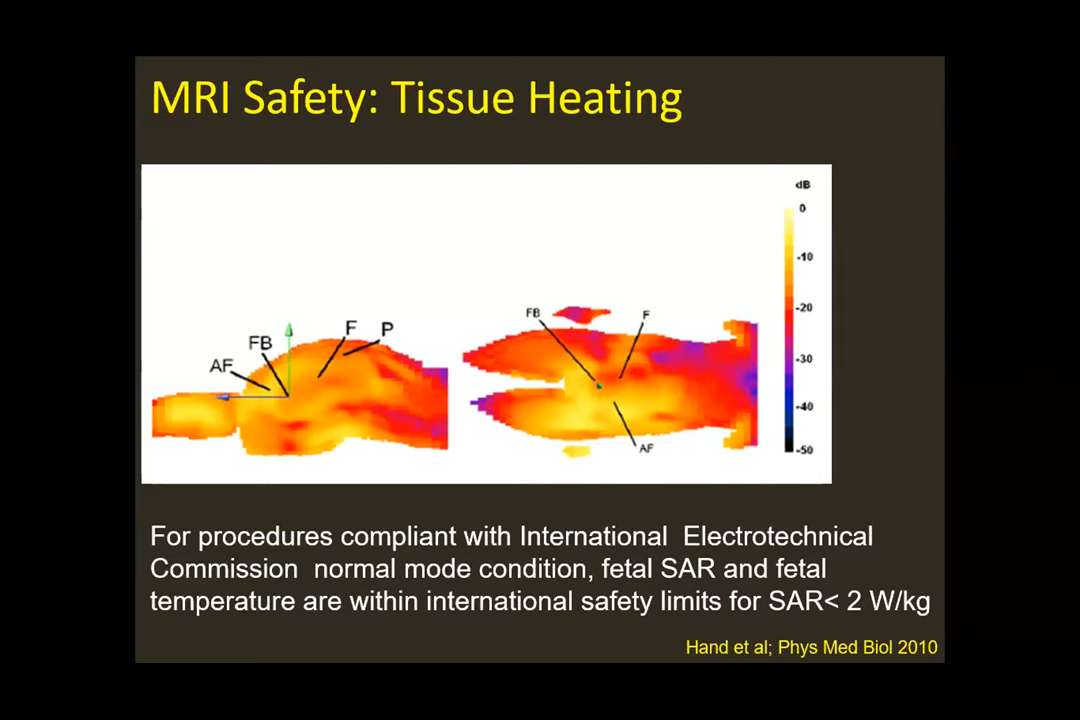 MRI Safety: Tissue Heating
dB
0
-10
-20
-30
-40
-50
AF
FB
F
P
FB
F
AF
For procedures compliant with International Electrotechnical
Commission normal mode condition, fetal SAR and fetal
temperature are within international safety limits for SAR< 2 W/kg
Hand et al; Phys Med Biol 2010